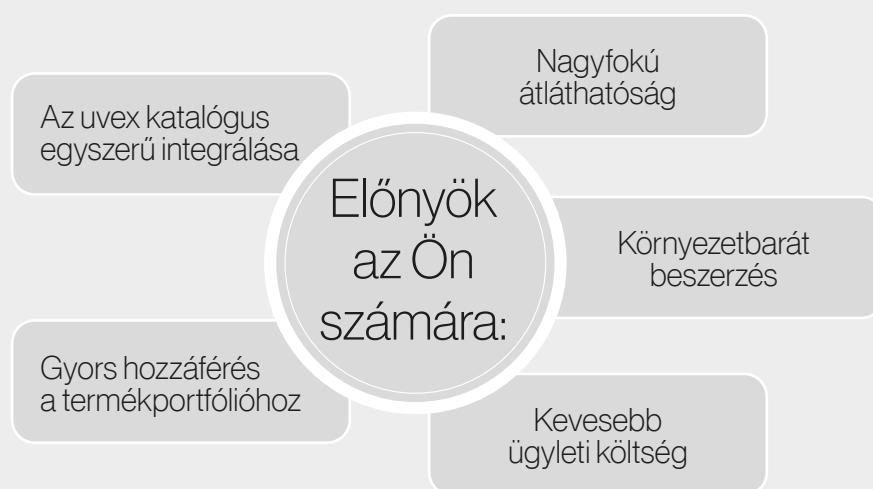 Nagyfokú
átláthatóság
Az uvex katalógus
egyszerű integrálása
Előnyök
az Ön
számára:
Környezetbarát
beszerzés
Gyors hozzáférés
a termékportfólióhoz
Kevesebb
ügyleti költség